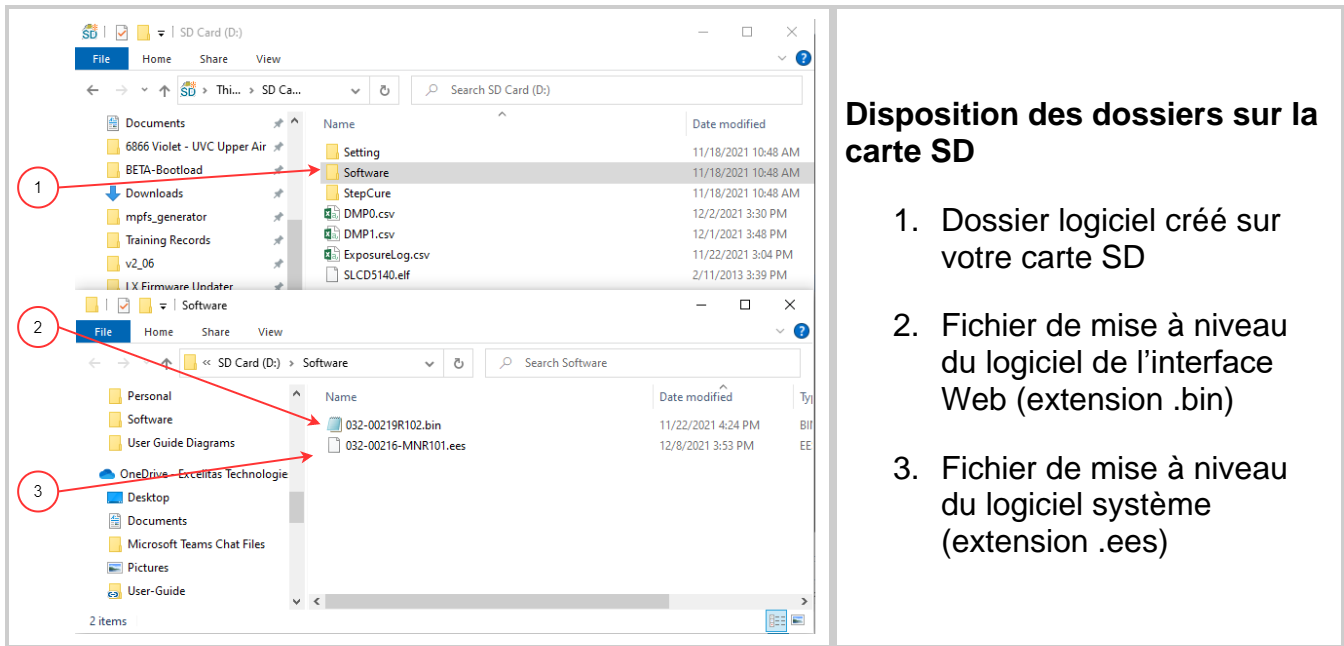 SD Card (D:)
File Home Share View
Thi... SD Ca... Search SD Card (D:)
Documents
6866 Violet - UVC Upper Air
BETA-Bootload
Downloads
mpfs_generator
Training Records
v2_06
LX Firmware Updater
Name Date modified
Setting 11/18/2021 10:48 AM
Software 11/18/2021 10:48 AM
StepCure 11/18/2021 10:48 AM
DMP0.csv 12/2/2021 3:30 PM
DMP1.csv 12/1/2021 3:48 PM
ExposureLog.csv 11/22/2021 3:04 PM
SLCD5140.elf 2/11/2013 3:39 PM
1
Software
2
File Home Share View
« SD Card (D:) › Software Search Software
Personal
Software
User Guide Diagrams
OneDrive - Excelitas Technologie
Desktop
Documents
Microsoft Teams Chat Files
Pictures
User-Guide
Name Date modified Ty
032-00219R102.bin 11/22/2021 4:24 PM BI
032-00216-MNR101.ees 12/8/2021 3:53 PM EE
3
2 items
Disposition des dossiers sur la
carte SD
1. Dossier logiciel créé sur
votre carte SD
2. Fichier de mise à niveau
du logiciel de l’interface
Web (extension .bin)
3. Fichier de mise à niveau
du logiciel système
(extension .ees)